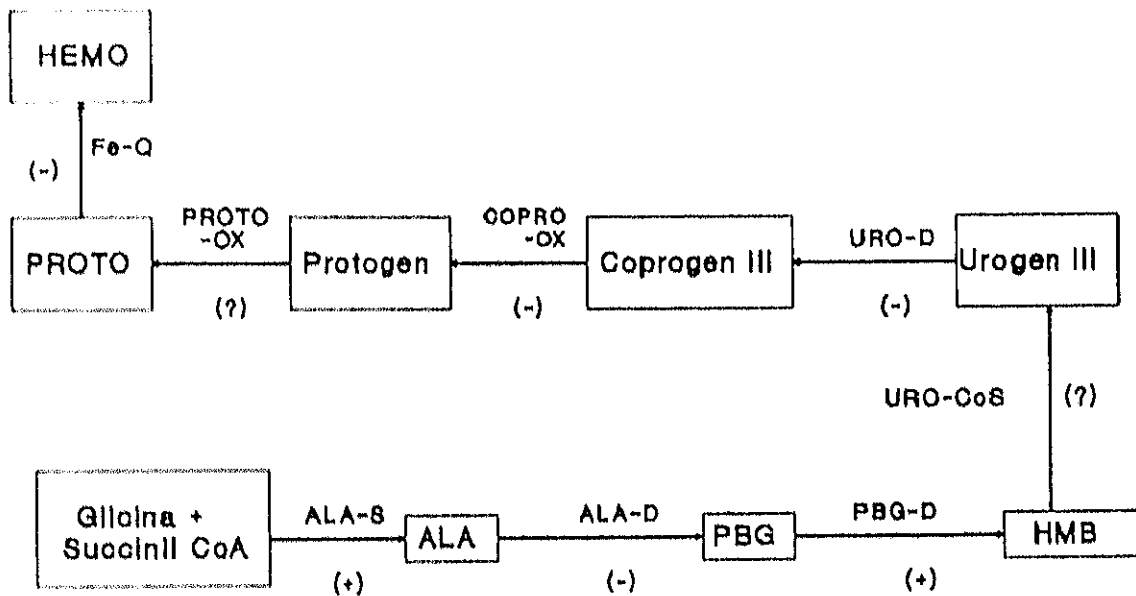 HEMO
(-)
Fe-Q
PROTO
PROTO
-OX
(?)
Protogen
COPRO
-OX
(-)
Coprogen III
URO-D
(-)
Urogen III
URO-CoS
(?)
Glicina +
Succinil CoA
ALA-S
(+)
ALA
ALA-D
(-)
PBG
PBG-D
(+)
HMB